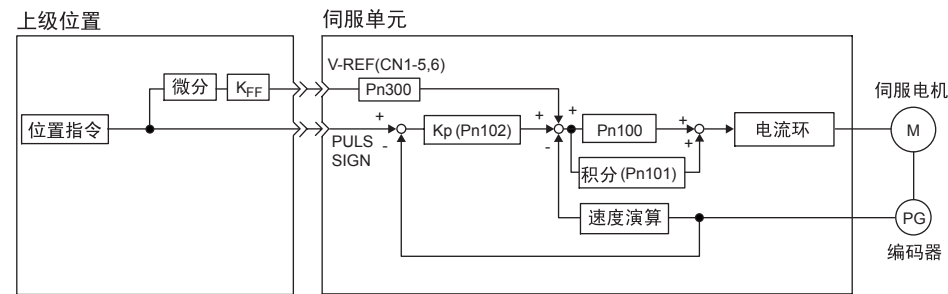 上级位置
伺服单元
V-REF(CN1-5,6)
微分
KFF
Pn300
伺服电机
位置指令
+
-
PULS
SIGN
Kp (Pn102)
+
+
-
+
Pn100
+
+
电流环
M
积分(Pn101)
速度演算
PG
编码器